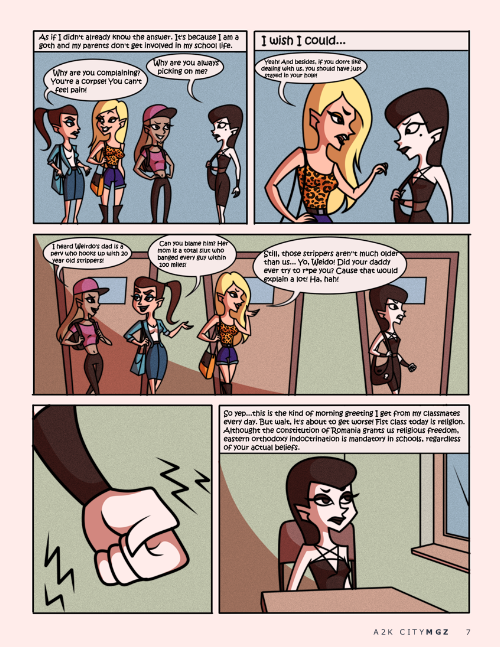 As if I didn't already know the answer. It's because I am a
goth and my parents don't get involved in my school life.
Why are you always
picking on me?
Why are you complaining?
You're a corpse! You can't
feel pain!
I wish I could...
Yeah! And besides, if you don't like
dealing with us, you should have just
stayed in your hole!
I heard Weirdo's dad is a
perv who hooks up with 20
year old strippers!
Can you blame him? Her
mom is a total slut who
banged every guy within
100 miles!
Still, those strippers aren''t much older
than us... Yo, Weido! Did your daddy
ever try to r*pe you? Cause that would
explain a lot! Ha, hah!
So yep...this is the kind of morning greeting I get from my classmates
every day. But wait, it's about to get worse! Fist class today is religion.
Althought the constitution of Romania grants us religious freedom,
eastern orthodoxy indoctrination is mandatory in schools, regardless
of your actual beliefs.
A2K CITYMGZ 7